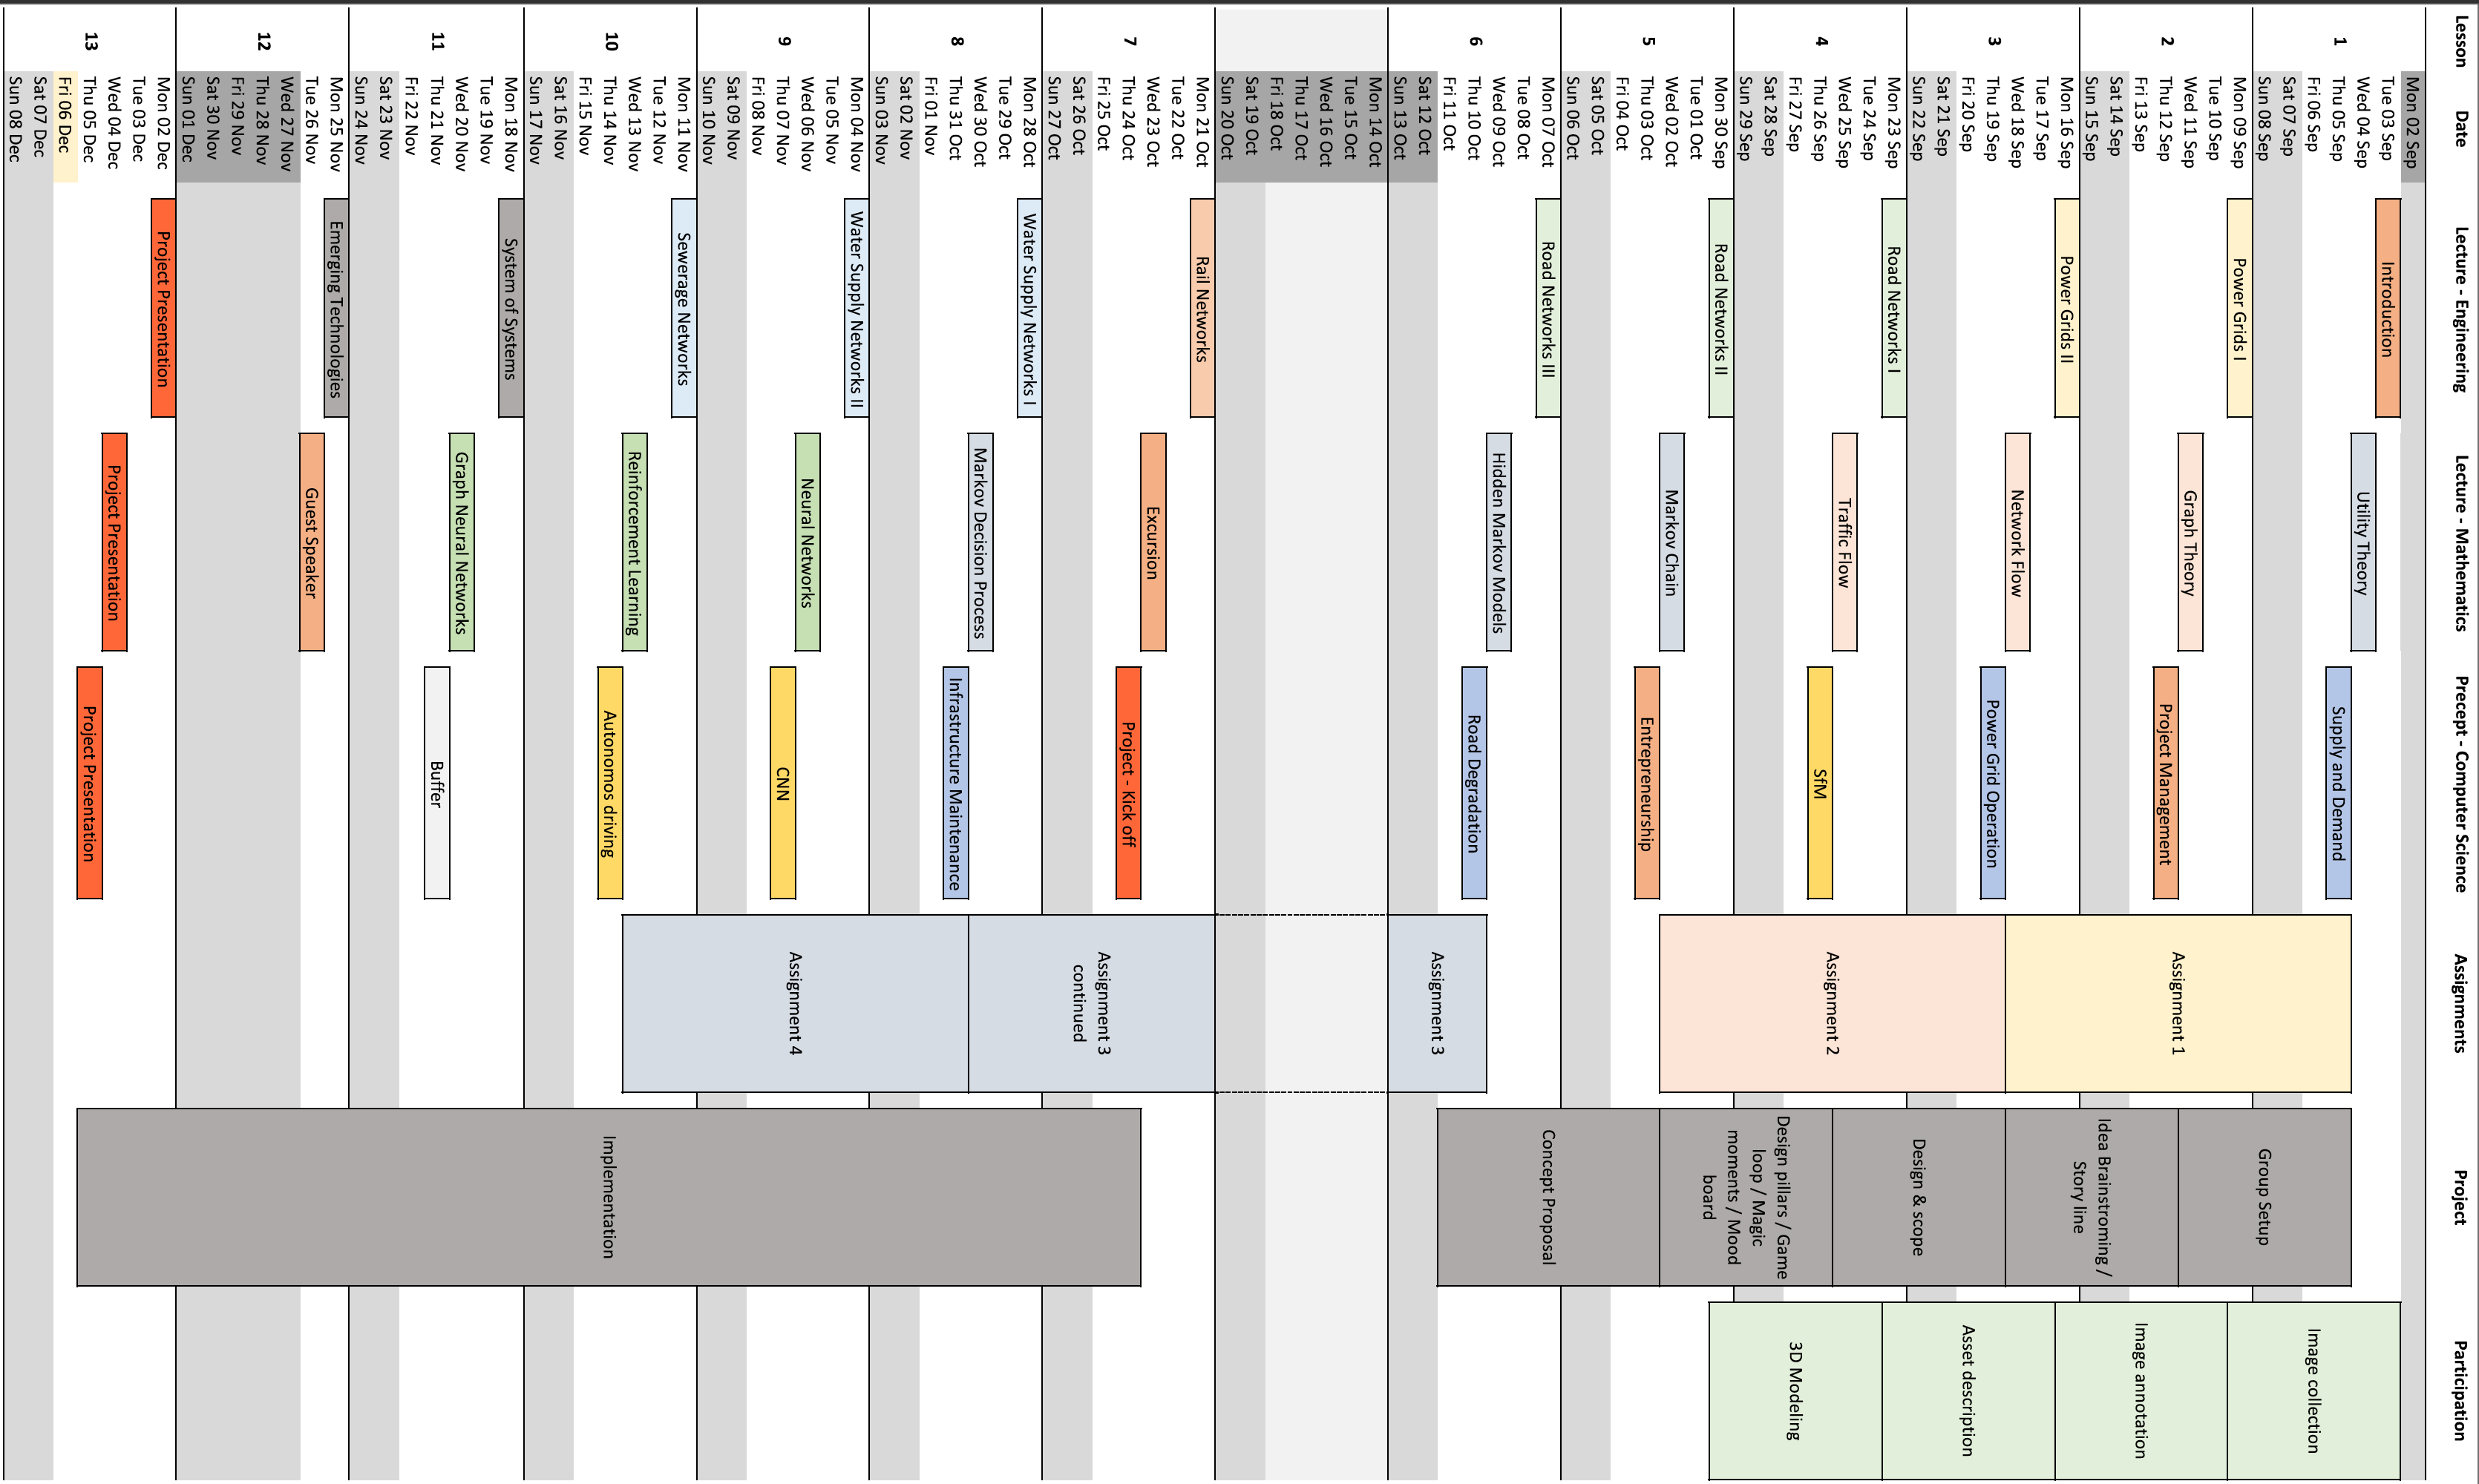 Lesson
Date
Lecture - Engineering
Lecture - Mathematics
Precept - Computer Science
Assignments
Project
Participation
1
Mon 02 Sep
Tue 03 Sep
Wed 04 Sep
Thu 05 Sep
Fri 06 Sep
Sat 07 Sep
Sun 08 Sep
Introduction
Utility Theory
Supply and Demand
2
Mon 09 Sep
Tue 10 Sep
Wed 11 Sep
Thu 12 Sep
Fri 13 Sep
Sat 14 Sep
Sun 15 Sep
Power Grids I
Graph Theory
Project Management
Assignment 1
Group Setup
Image collection
3
Mon 16 Sep
Tue 17 Sep
Wed 18 Sep
Thu 19 Sep
Fri 20 Sep
Sat 21 Sep
Sun 22 Sep
Power Grids II
Network Flow
Power Grid Operation
Idea Brainstroming /
Story line
Image annotation
4
Mon 23 Sep
Tue 24 Sep
Wed 25 Sep
Thu 26 Sep
Fri 27 Sep
Sat 28 Sep
Sun 29 Sep
Road Networks I
Traffic Flow
SfM
Assignment 2
Design & scope
Asset description
5
Mon 30 Sep
Tue 01 Oct
Wed 02 Oct
Thu 03 Oct
Fri 04 Oct
Sat 05 Oct
Sun 06 Oct
Road Networks II
Markov Chain
Entrepreneurship
Design pillars / Game
loop / Magic
moments / Mood
board
3D Modeling
6
Mon 07 Oct
Tue 08 Oct
Wed 09 Oct
Thu 10 Oct
Fri 11 Oct
Sat 12 Oct
Sun 13 Oct
Road Networks III
Hidden Markov Models
Road Degradation
Assignment 3
Concept Proposal
Mon 14 Oct
Tue 15 Oct
Wed 16 Oct
Thu 17 Oct
Fri 18 Oct
Sat 19 Oct
Sun 20 Oct
7
Mon 21 Oct
Tue 22 Oct
Wed 23 Oct
Thu 24 Oct
Fri 25 Oct
Sat 26 Oct
Sun 27 Oct
Rail Networks
Excursion
Project - Kick off
Assignment 3
continued
8
Mon 28 Oct
Tue 29 Oct
Wed 30 Oct
Thu 31 Oct
Fri 01 Nov
Sat 02 Nov
Sun 03 Nov
Water Supply Networks I
Markov Decision Process
Infrastructure Maintenance
9
Mon 04 Nov
Tue 05 Nov
Wed 06 Nov
Thu 07 Nov
Fri 08 Nov
Sat 09 Nov
Sun 10 Nov
Water Supply Networks II
Neural Networks
CNN
Assignment 4
10
Mon 11 Nov
Tue 12 Nov
Wed 13 Nov
Thu 14 Nov
Fri 15 Nov
Sat 16 Nov
Sun 17 Nov
Sewerage Networks
Reinforcement Learning
Autonomos driving
Implementation
11
Mon 18 Nov
Tue 19 Nov
Wed 20 Nov
Thu 21 Nov
Fri 22 Nov
Sat 23 Nov
Sun 24 Nov
System of Systems
Graph Neural Networks
Buffer
12
Mon 25 Nov
Tue 26 Nov
Wed 27 Nov
Thu 28 Nov
Fri 29 Nov
Sat 30 Nov
Sun 01 Dec
Emerging Technologies
Guest Speaker
13
Mon 02 Dec
Tue 03 Dec
Wed 04 Dec
Thu 05 Dec
Fri 06 Dec
Sat 07 Dec
Sun 08 Dec
Project Presentation
Project Presentation
Project Presentation